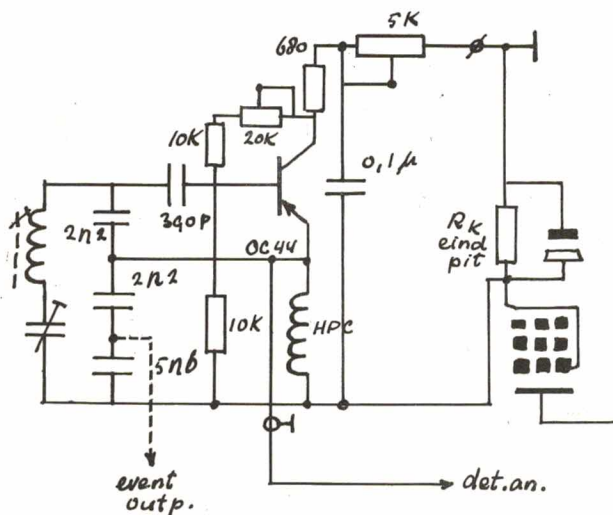 680
5K
10K
20K
0,1µ
390p
2n2
OC44
RK
eind
pit
2n2
10K
HPC
5n6
event
outp.
det.an.